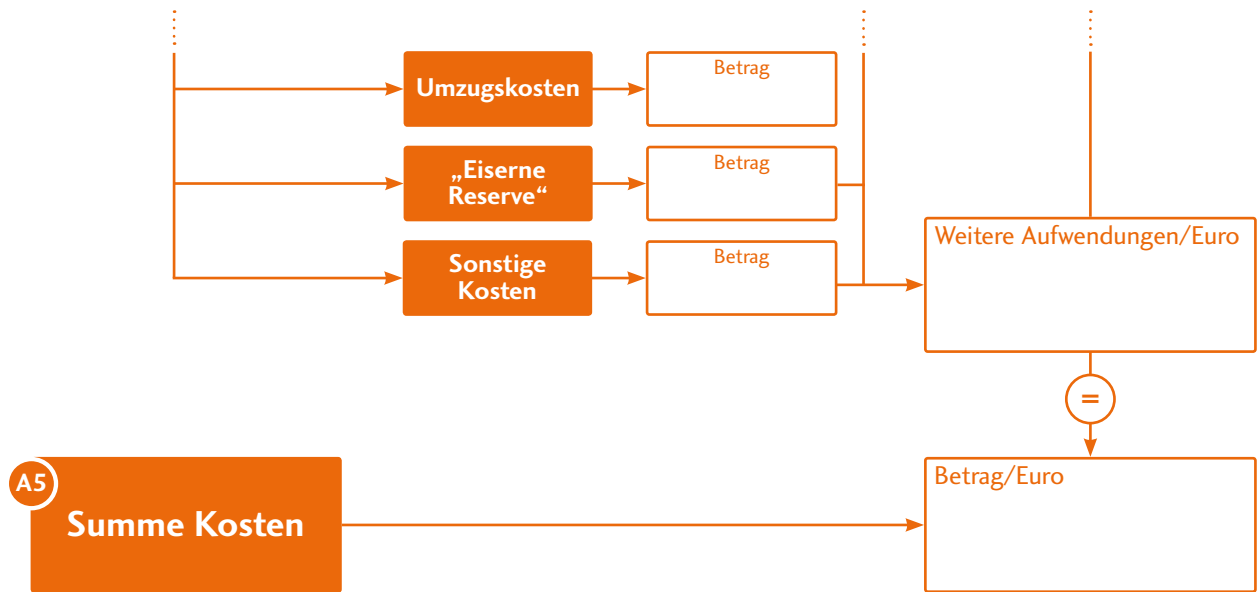 Umzugskosten
Betrag
„Eiserne
Reserve“
Betrag
Sonstige
Kosten
Betrag
Weitere Aufwendungen/Euro
=
A5
Summe Kosten
Betrag/Euro